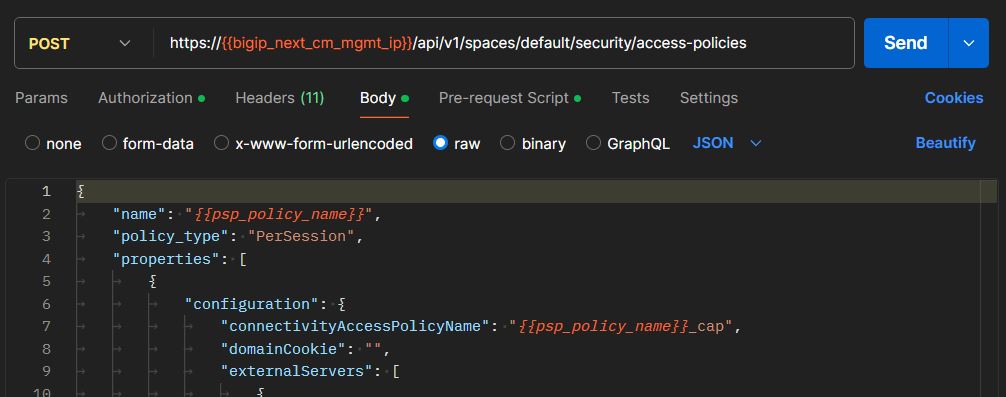 POST https://{{bigip_next_cm_mgmt_ip}}/api/v1/spaces/default/security/access-policies Send
Params Authorization Headers (11) Body Pre-request Script Tests Settings Cookies
none form-data x-www-form-urlencoded raw binary GraphQL JSON Beautify
1 {
2 "name": "{{psp_policy_name}}",
3 "policy_type": "PerSession",
4 "properties": [
5 {
6 "configuration": {
7 "connectivityAccessPolicyName": "{{psp_policy_name}}_cap",
8 "domainCookie": "",
9 "externalServers": [
10 {